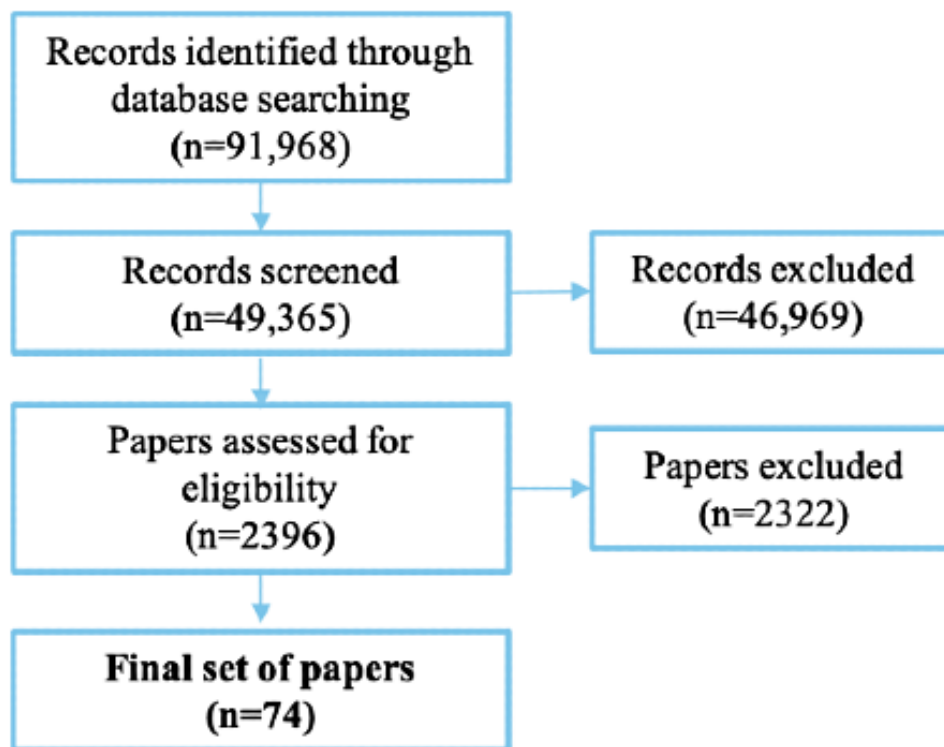 Records identified through
database searching
(n=91,968)
Records screened
(n=49,365)
Records excluded
(n=46,969)
Papers assessed for
eligibility
(n=2396)
Papers excluded
(n=2322)
Final set of papers
(n=74)